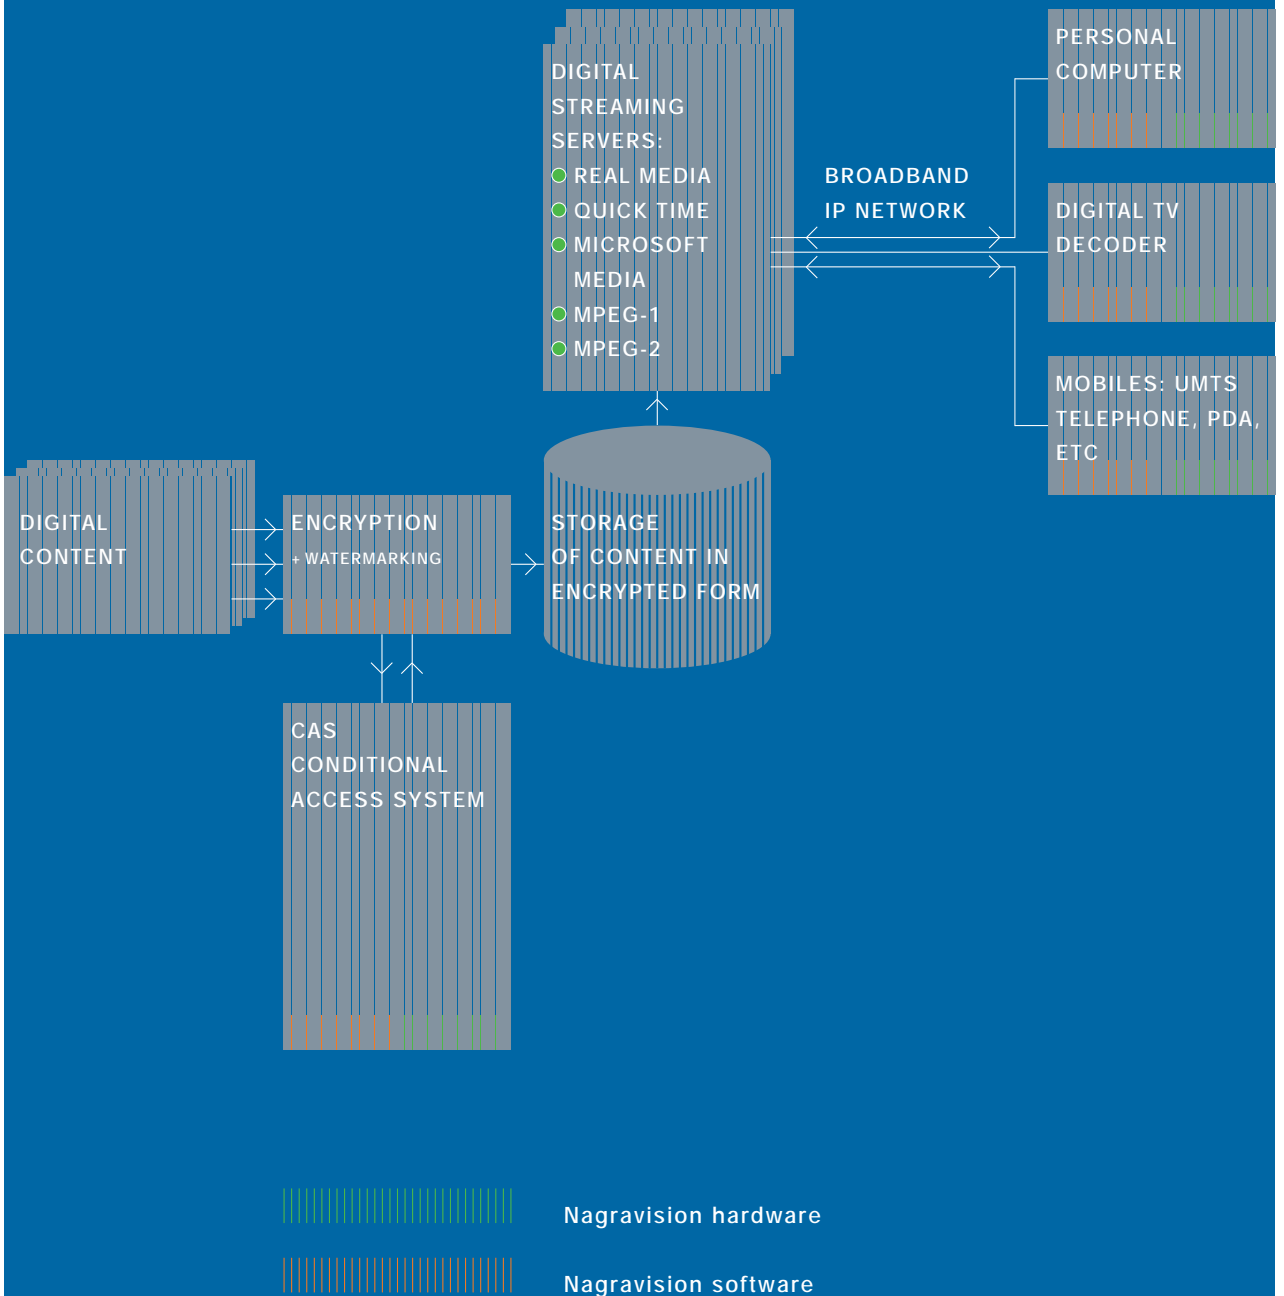 DIGITAL
STREAMING
SERVERS:
REAL MEDIA
QUICK TIME
MICROSOFT
MEDIA
MPEG-1
MPEG-2
BROADBAND
IP NETWORK
PERSONAL
COMPUTER
DIGITAL TV
DECODER
MOBILES: UMTS
TELEPHONE, PDA,
ETC
DIGITAL
CONTENT
ENCRYPTION
+ WATERMARKING
STORAGE
OF CONTENT IN
ENCRYPTED FORM
CAS
CONDITIONAL
ACCESS SYSTEM
Nagravision hardware
Nagravision software